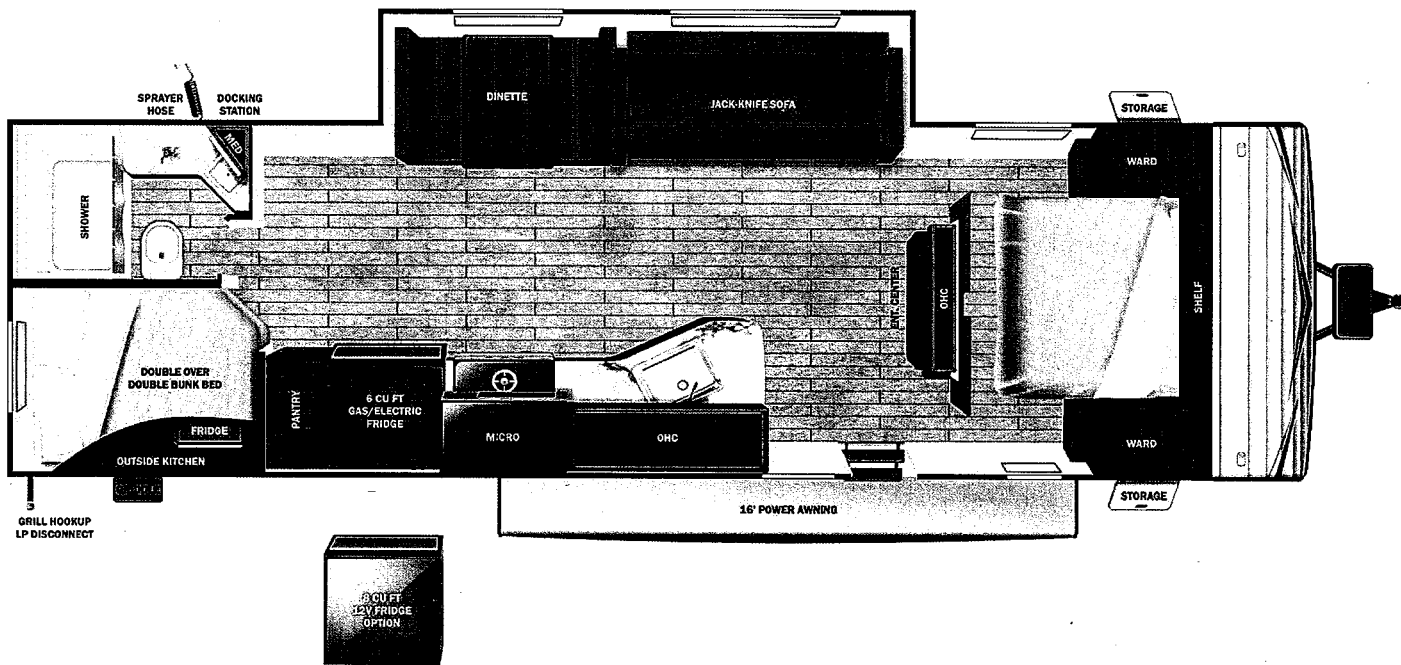 DINETTE
JACK-KNIFE SOFA
SPRAYER
HOSE
DOCKING
STATION
MED
STORAGE
WARD
SHOWER
ENT. CENTER
OHC
SHELF
DOUBLE OVER
DOUBLE BUNK BED
PANTRY
6 CU FT
GAS/ELECTRIC
FRIDGE
MICRO
OHC
FRIDGE
OUTSIDE KITCHEN
WARD
STORAGE
GRILL HOOKUP
LP DISCONNECT
16' POWER AWNING
8 CU FT
12V FRIDGE
OPTION